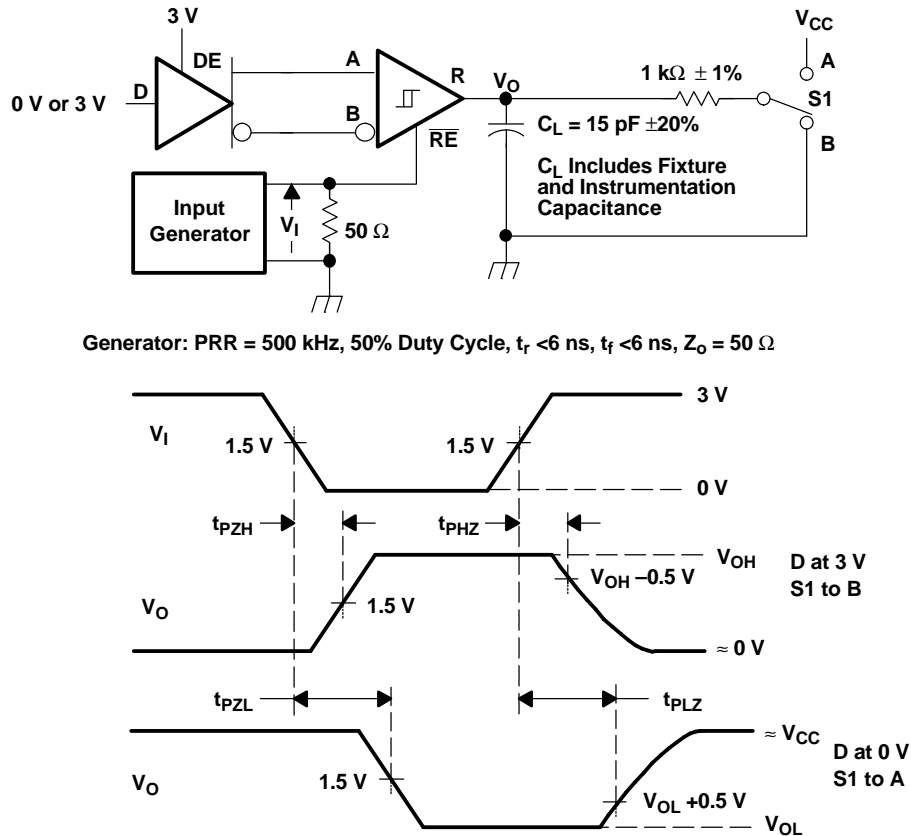 3 V
V_CC
DE
A
R
V_O
1 kΩ ± 1%
A
D
0 V or 3 V
S1
B
RE
C_L = 15 pF ±20%
B
C_L Includes Fixture
and Instrumentation
Capacitance
Input
Generator
V_I
50 Ω
Generator: PRR = 500 kHz, 50% Duty Cycle, t_r <6 ns, t_f <6 ns, Z_o = 50 Ω
3 V
V_I
1.5 V
1.5 V
0 V
t_PZH
t_PHZ
V_OH
D at 3 V
V_OH −0.5 V
S1 to B
V_O
1.5 V
≈ 0 V
t_PZL
t_PLZ
≈ V_CC
D at 0 V
V_O
1.5 V
S1 to A
V_OL +0.5 V
V_OL